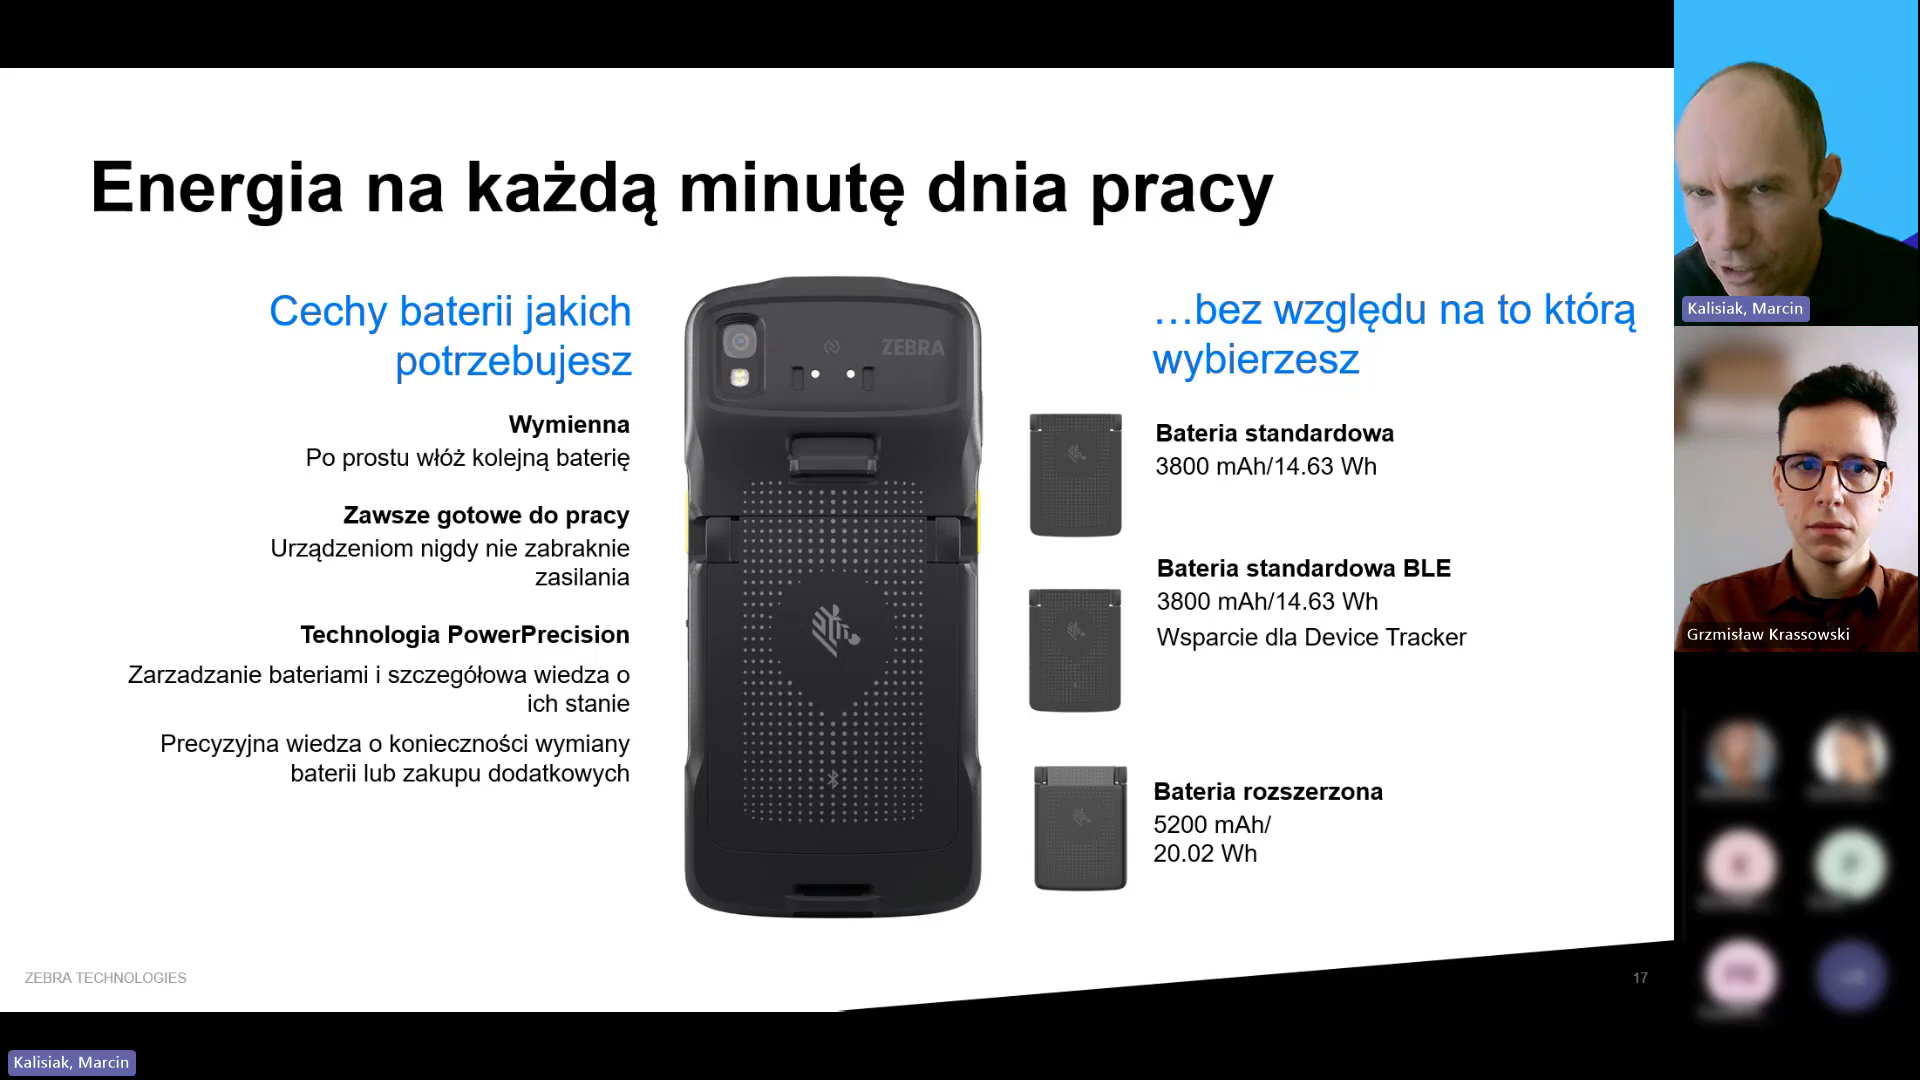 Energia na każdą minutę dnia pracy
Cechy baterii jakich
potrzebujesz
Wymienna
Po prostu włóż kolejną baterię
Zawsze gotowe do pracy
Urządzeniom nigdy nie zabraknie
zasilania
Technologia PowerPrecision
Zarzadzanie bateriami i szczegółowa wiedza o
ich stanie
Precyzyjna wiedza o konieczności wymiany
baterii lub zakupu dodatkowych
ZEBRA
…bez względu na to którą
wybierzesz
Bateria standardowa
3800 mAh/14.63 Wh
Bateria standardowa BLE
3800 mAh/14.63 Wh
Wsparcie dla Device Tracker
Bateria rozszerzona
5200 mAh/
20.02 Wh
ZEBRA TECHNOLOGIES
17
Kalisiak, Marcin
Kalisiak, Marcin
Grzmisław Krassowski